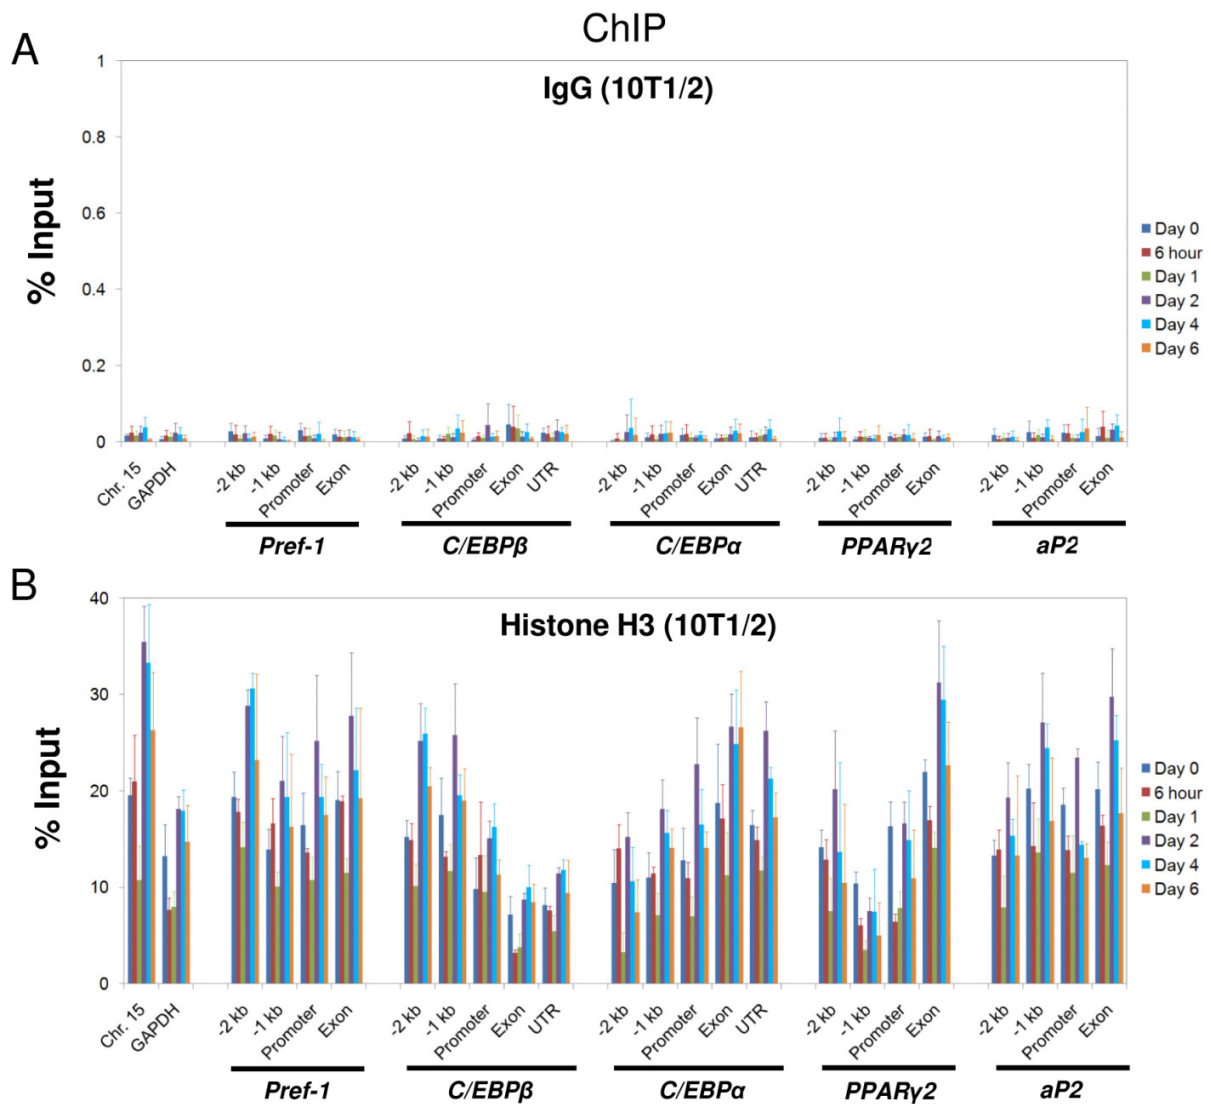 ChIP
A
IgG (10T1/2)
% Input
1
0.8
0.6
0.4
0.2
0
Day 0
6 hour
Day 1
Day 2
Day 4
Day 6
Chr. 15
GAPDH
-2 kb
-1 kb
Promoter
Exon
-2 kb
-1 kb
Promoter
Exon
UTR
-2 kb
-1 kb
Promoter
Exon
UTR
-2 kb
-1 kb
Promoter
Exon
-2 kb
-1 kb
Promoter
Exon
Pref-1
C/EBPβ
C/EBPα
PPARγ2
aP2
B
Histone H3 (10T1/2)
% Input
40
30
20
10
0
Day 0
6 hour
Day 1
Day 2
Day 4
Day 6
Chr. 15
GAPDH
-2 kb
-1 kb
Promoter
Exon
-2 kb
-1 kb
Promoter
Exon
UTR
-2 kb
-1 kb
Promoter
Exon
UTR
-2 kb
-1 kb
Promoter
Exon
-2 kb
-1 kb
Promoter
Exon
Pref-1
C/EBPβ
C/EBPα
PPARγ2
aP2